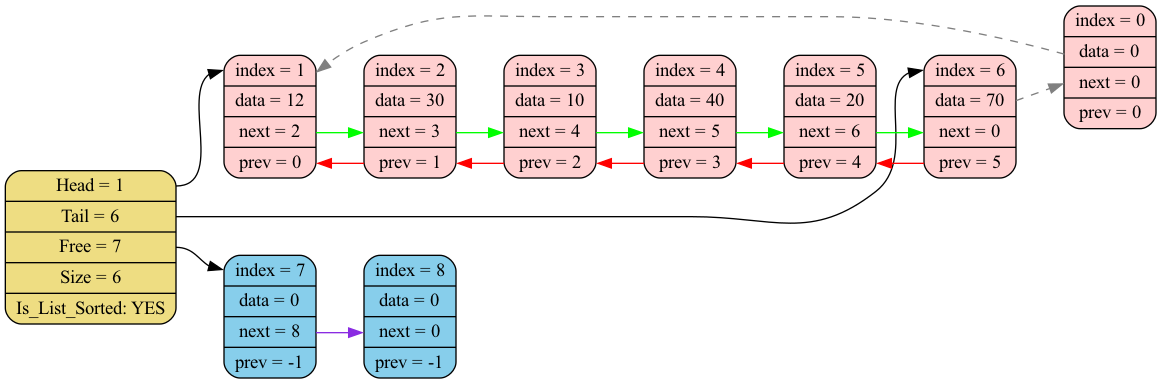 index = 0
data = 0
next = 0
prev = 0
index = 1
data = 12
next = 2
prev = 0
index = 2
data = 30
next = 3
prev = 1
index = 3
data = 10
next = 4
prev = 2
index = 4
data = 40
next = 5
prev = 3
index = 5
data = 20
next = 6
prev = 4
index = 6
data = 70
next = 0
prev = 5
Head = 1
Tail = 6
Free = 7
Size = 6
Is_List_Sorted: YES
index = 7
data = 0
next = 8
prev = -1
index = 8
data = 0
next = 0
prev = -1